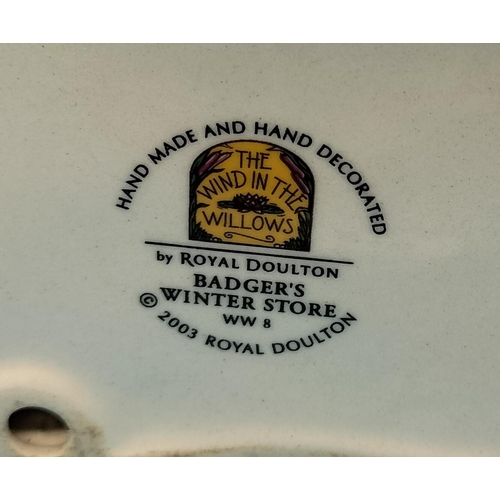 HAND MADE AND HAND DECORATED
THE
WIND IN THE
WILLOWS
by ROYAL DOULTON
BADGER'S
WINTER STORE
WW 8
© 2003 ROYAL DOULTON